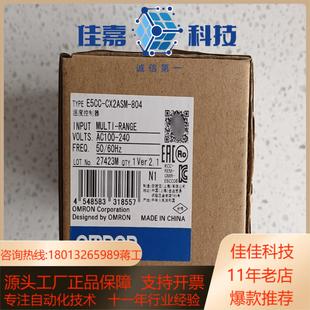 佳嘉科技
诚信第一
TYPE E5CC-CX2ASM-804
温度控制器
INPUT MULTI-RANGE
VOLTS. AC100-240
FREQ. 50/60Hz
LOT No 27423M QTY 1 Ver 2.1
N1
4 548583 318557
OMRON Corporation
Designed by OMRON
MADE IN CHINA
OMRON
咨询热线:18013265989蒋工
源头工厂正品保障 支持开票
专注自动化技术 十一年行业经验
佳佳科技
11年老店
爆款推荐